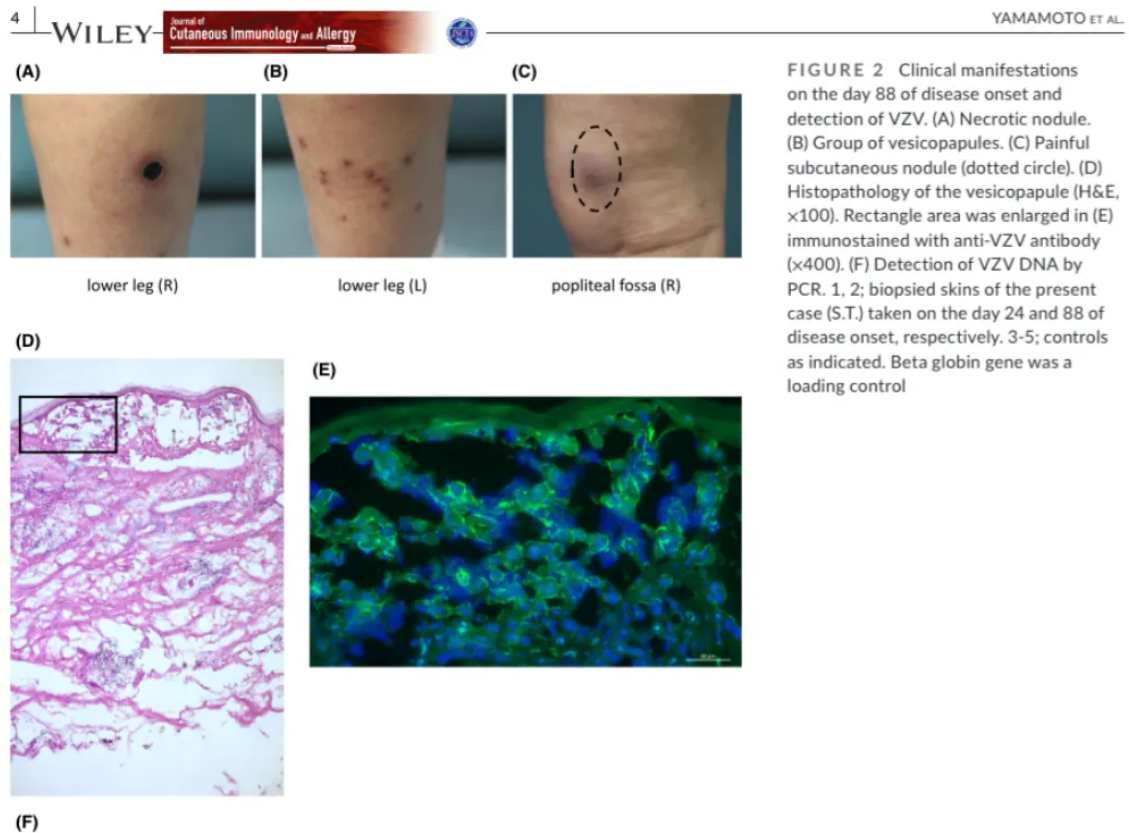 4
WILEY
Journal of
Cutaneous Immunology and Allergy
YAMAMOTO ET AL.
(A)
(B)
(C)
lower leg (R)
lower leg (L)
popliteal fossa (R)
(D)
(E)
(F)
FIGURE 2 Clinical manifestations
on the day 88 of disease onset and
detection of VZV. (A) Necrotic nodule.
(B) Group of vesicopapules. (C) Painful
subcutaneous nodule (dotted circle). (D)
Histopathology of the vesicopapule (H&E,
×100). Rectangle area was enlarged in (E)
immunostained with anti-VZV antibody
(×400). (F) Detection of VZV DNA by
PCR. 1, 2; biopsied skins of the present
case (S.T.) taken on the day 24 and 88 of
disease onset, respectively. 3-5; controls
as indicated. Beta globin gene was a
loading control